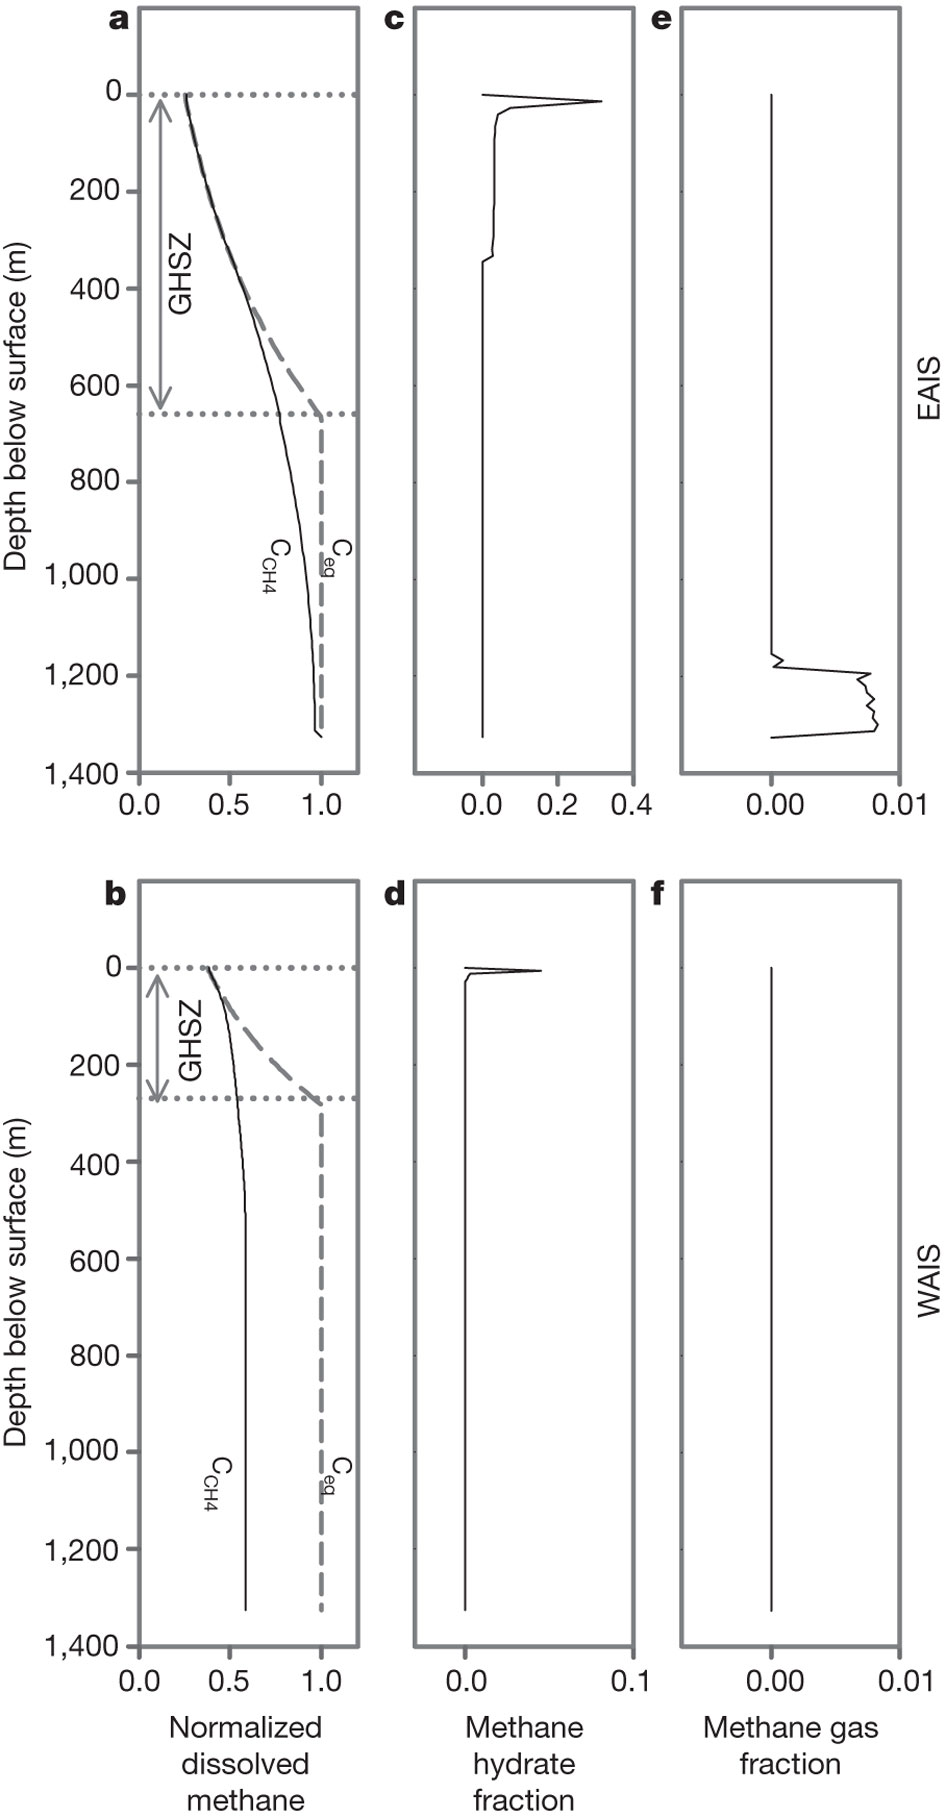 a
c
e
0
200
400
600
800
1,000
1,200
1,400
Depth below surface (m)
GHSZ
C_CH4
C_eq
0.0 0.5 1.0
0.0 0.2 0.4
0.00 0.01
EAIS
b
d
f
0
200
400
600
800
1,000
1,200
1,400
Depth below surface (m)
GHSZ
C_CH4
C_eq
0.0 0.5 1.0
0.0 0.1
0.00 0.01
WAIS
Normalized
dissolved
methane
Methane
hydrate
fraction
Methane gas
fraction